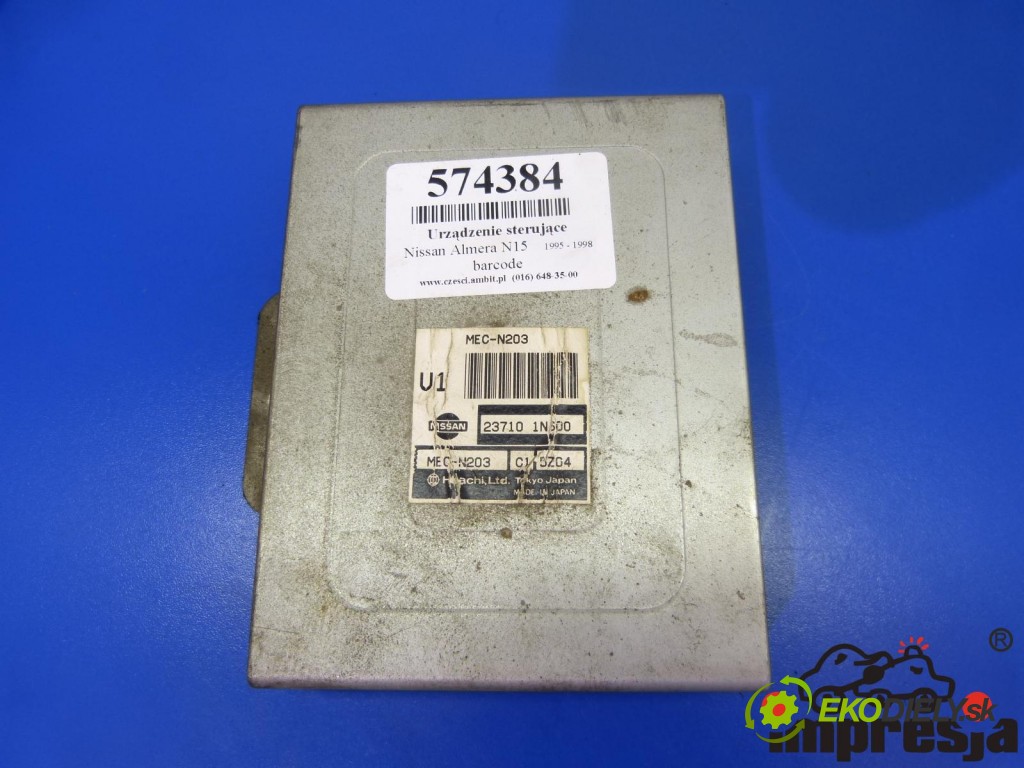 574384
Urządzenie sterujące
Nissan Almera N15 1995 - 1998
barcode
www.czesci.ambit.pl (016) 648-35-00
MEC-N203
V1
NISSAN 23710 1N500
MEC-N203
Hitachi, Ltd. Tokyo Japan
MADE IN JAPAN
®
EKODIELY.sk
impresja